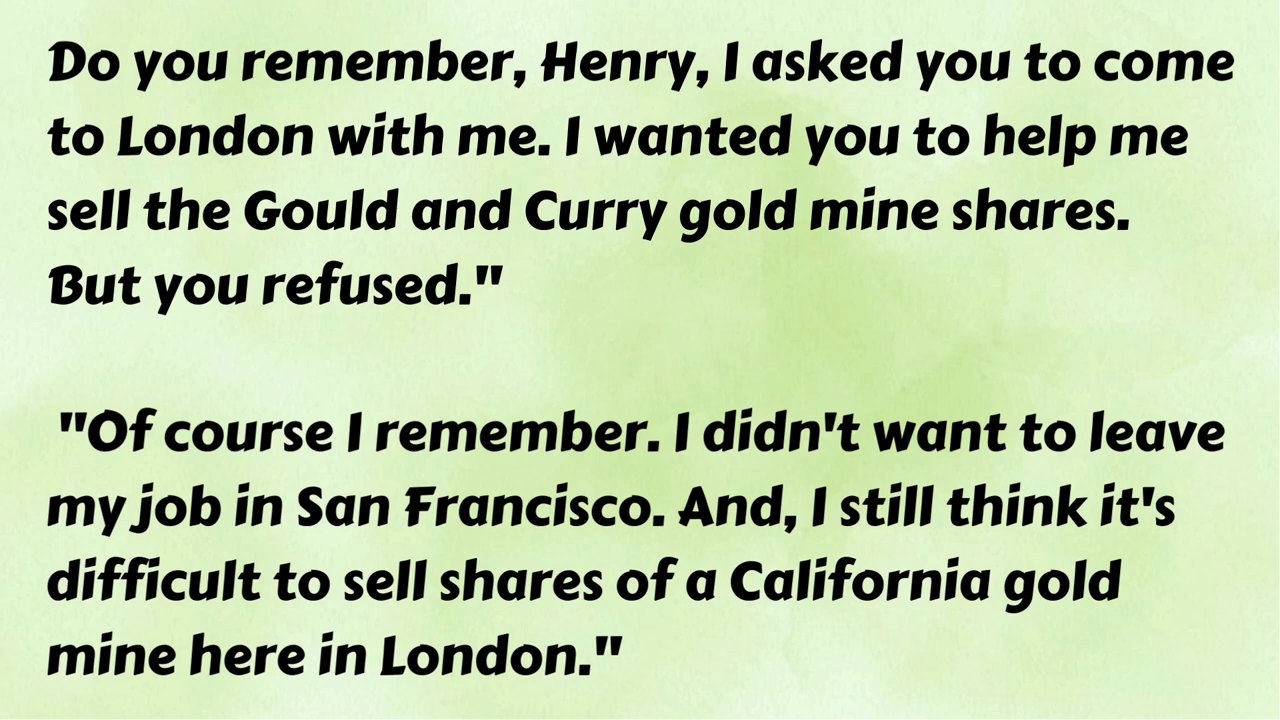 Do you remember, Henry, I asked you to come
to London with me. I wanted you to help me
sell the Gould and Curry gold mine shares.
But you refused."
"Of course I remember. I didn't want to leave
my job in San Francisco. And, I still think it's
difficult to sell shares of a California gold
mine here in London."